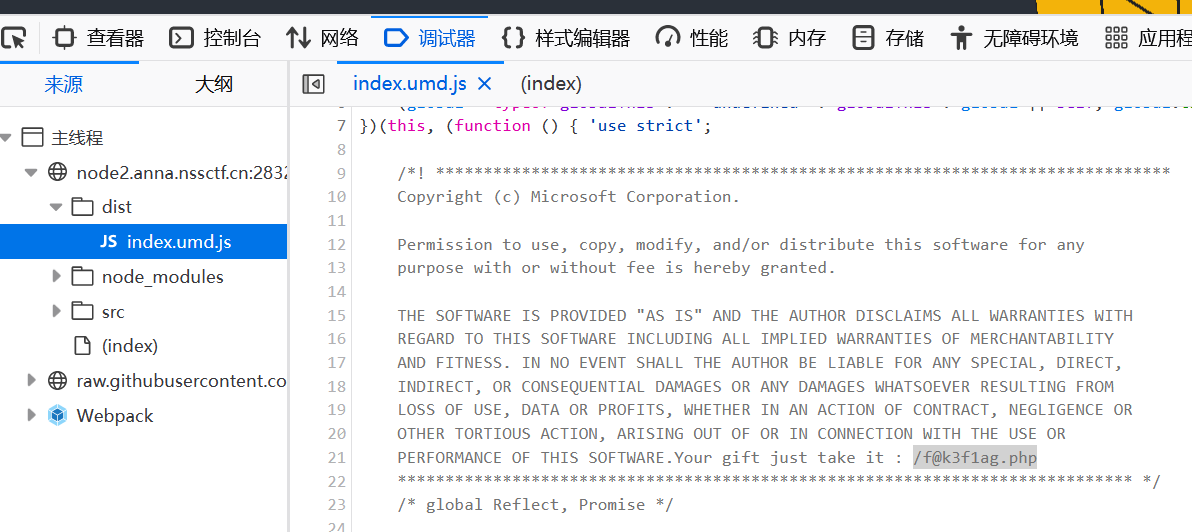 查看器 控制台 网络 调试器 样式编辑器 性能 内存 存储 无障碍环境 应用程
来源 大纲 index.umd.js (index)
主线程
node2.anna.nssctf.cn:2832
dist
JS index.umd.js
node_modules
src
(index)
raw.githubusercontent.co
Webpack
7 })(this, (function () { 'use strict';
8
9 /*! *****************************************************************************
10 Copyright (c) Microsoft Corporation.
11
12 Permission to use, copy, modify, and/or distribute this software for any
13 purpose with or without fee is hereby granted.
14
15 THE SOFTWARE IS PROVIDED "AS IS" AND THE AUTHOR DISCLAIMS ALL WARRANTIES WITH
16 REGARD TO THIS SOFTWARE INCLUDING ALL IMPLIED WARRANTIES OF MERCHANTABILITY
17 AND FITNESS. IN NO EVENT SHALL THE AUTHOR BE LIABLE FOR ANY SPECIAL, DIRECT,
18 INDIRECT, OR CONSEQUENTIAL DAMAGES OR ANY DAMAGES WHATSOEVER RESULTING FROM
19 LOSS OF USE, DATA OR PROFITS, WHETHER IN AN ACTION OF CONTRACT, NEGLIGENCE OR
20 OTHER TORTIOUS ACTION, ARISING OUT OF OR IN CONNECTION WITH THE USE OR
21 PERFORMANCE OF THIS SOFTWARE.Your gift just take it : /f@k3f1ag.php
22 ***************************************************************************** */
23 /* global Reflect, Promise */
24